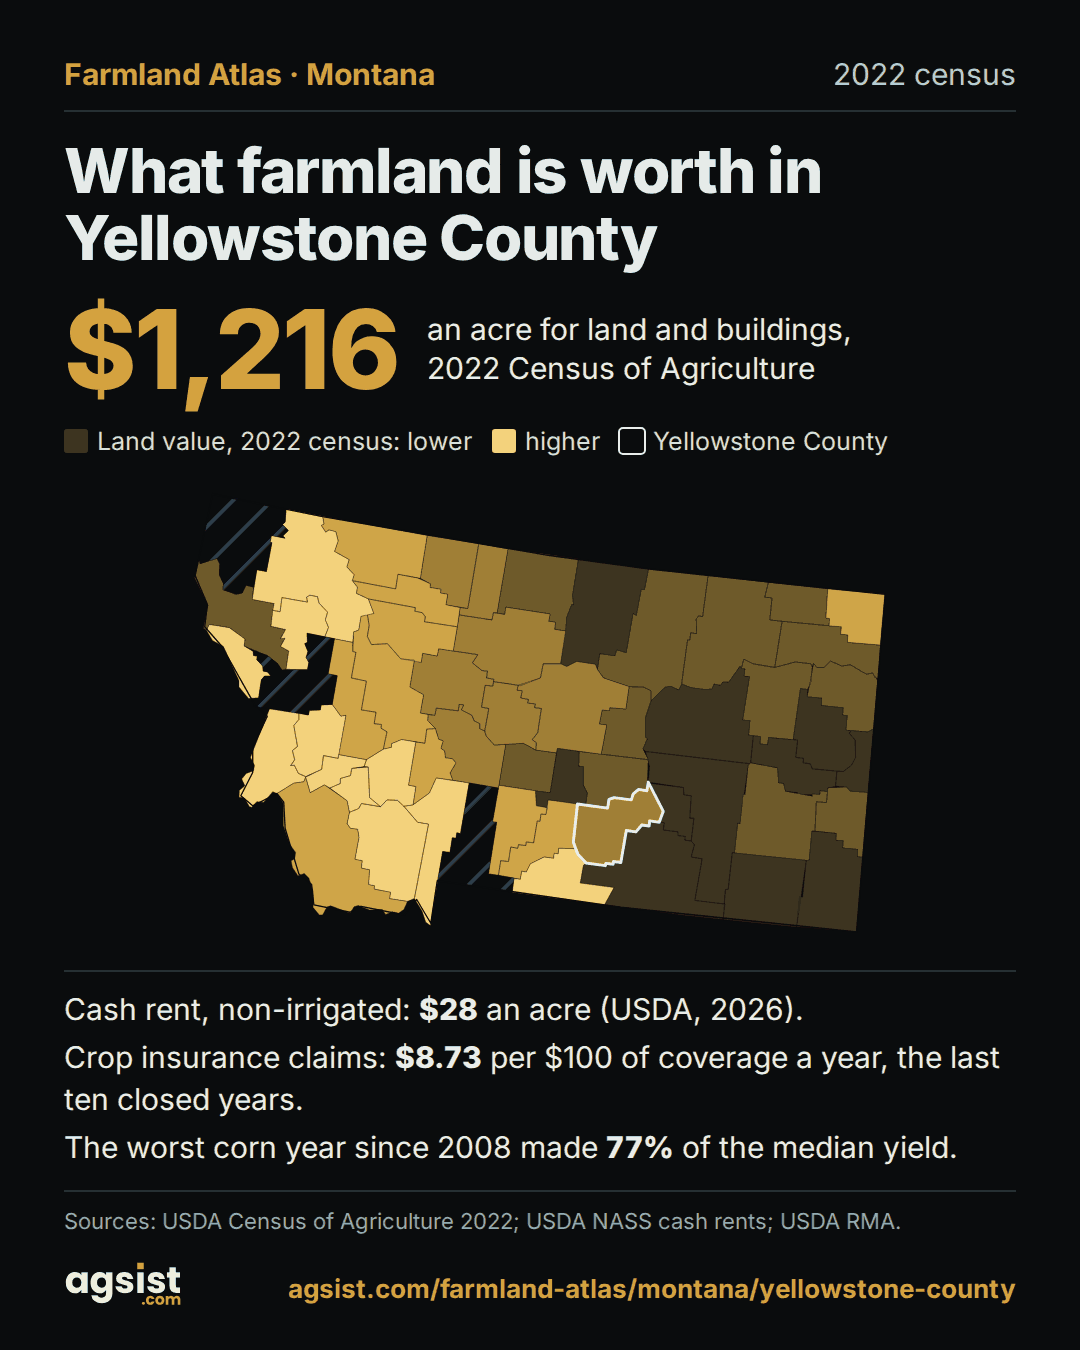 Farmland Atlas · Montana
2022 census
What farmland is worth in
Yellowstone County
$1,216
an acre for land and buildings,
2022 Census of Agriculture
Land value, 2022 census: lower
higher
Yellowstone County
Cash rent, non-irrigated: $28 an acre (USDA, 2026).
Crop insurance claims: $8.73 per $100 of coverage a year, the last
ten closed years.
The worst corn year since 2008 made 77% of the median yield.
Sources: USDA Census of Agriculture 2022; USDA NASS cash rents; USDA RMA.
agsist
.com
agsist.com/farmland-atlas/montana/yellowstone-county